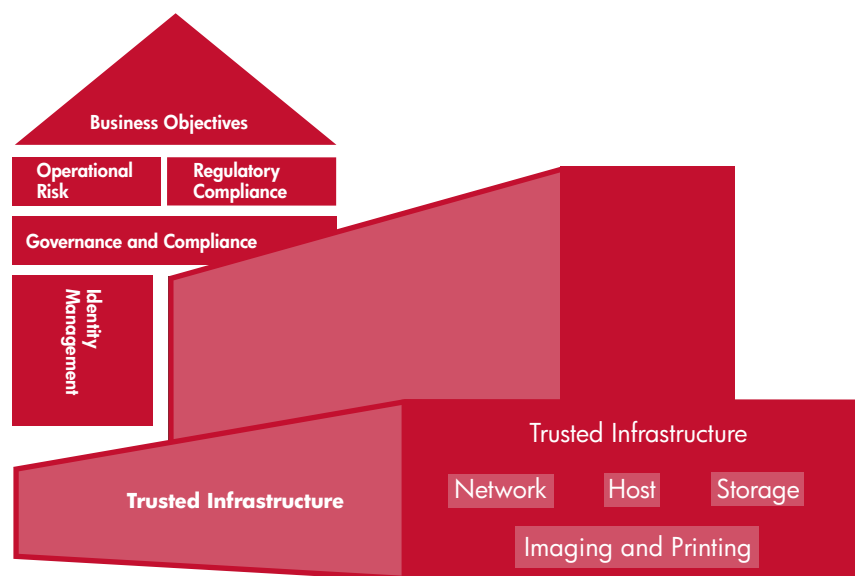 Business Objectives
Operational
Risk
Regulatory
Compliance
Governance and Compliance
Identity
Management
Trusted Infrastructure
Trusted Infrastructure
Network
Host
Storage
Imaging and Printing